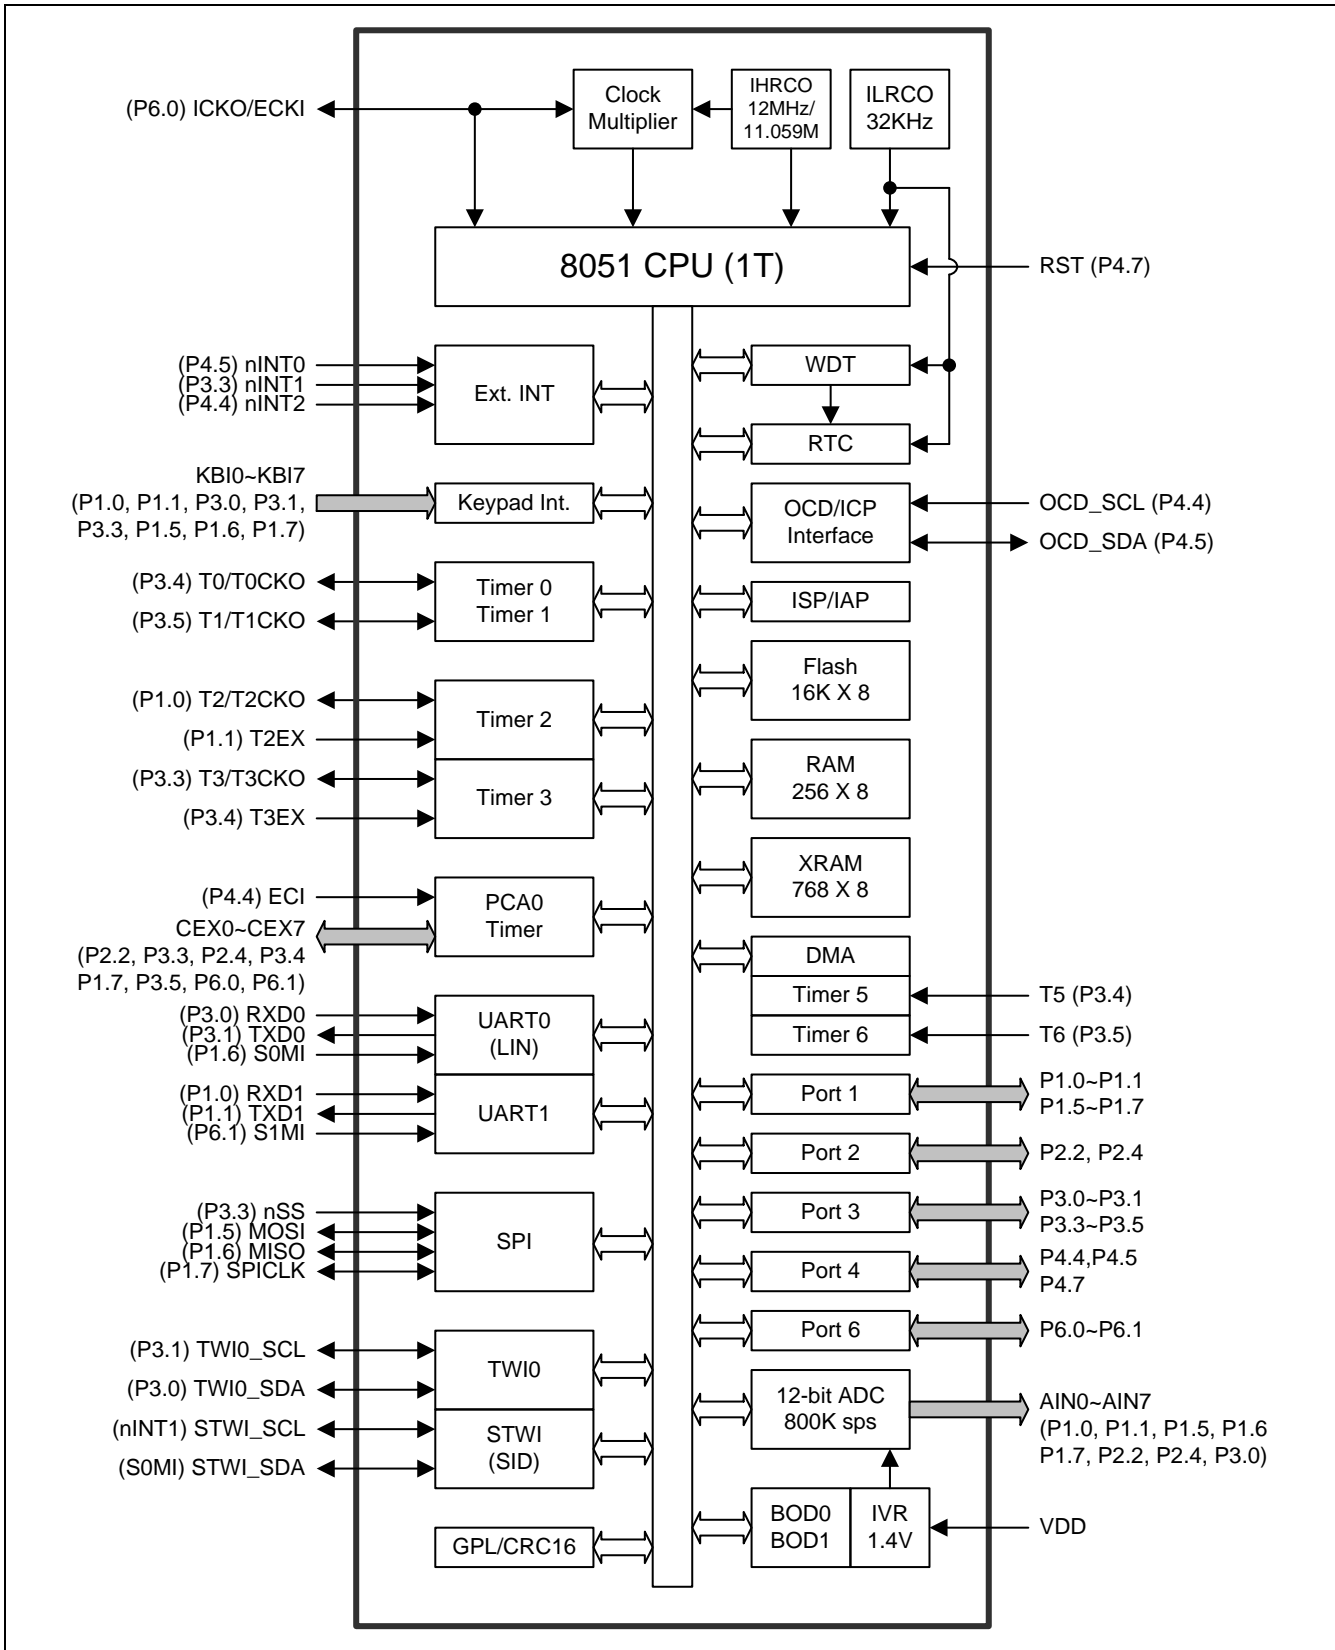 (P6.0) ICKO/ECKI
Clock
Multiplier
IHRCO
12MHz/
11.059M
ILRCO
32KHz
8051 CPU (1T)
RST (P4.7)
(P4.5) nINT0
(P3.3) nINT1
(P4.4) nINT2
Ext. INT
WDT
RTC
KBI0~KBI7
(P1.0, P1.1, P3.0, P3.1,
P3.3, P1.5, P1.6, P1.7)
Keypad Int.
OCD/ICP
Interface
OCD_SCL (P4.4)
OCD_SDA (P4.5)
(P3.4) T0/T0CKO
(P3.5) T1/T1CKO
Timer 0
Timer 1
ISP/IAP
Flash
16K X 8
(P1.0) T2/T2CKO
(P1.1) T2EX
Timer 2
(P3.3) T3/T3CKO
(P3.4) T3EX
Timer 3
RAM
256 X 8
XRAM
768 X 8
(P4.4) ECI
CEX0~CEX7
(P2.2, P3.3, P2.4, P3.4
P1.7, P3.5, P6.0, P6.1)
PCA0
Timer
DMA
Timer 5
Timer 6
T5 (P3.4)
T6 (P3.5)
(P3.0) RXD0
(P3.1) TXD0
(P1.6) S0MI
UART0
(LIN)
(P1.0) RXD1
(P1.1) TXD1
(P6.1) S1MI
UART1
Port 1
P1.0~P1.1
P1.5~P1.7
Port 2
P2.2, P2.4
(P3.3) nSS
(P1.5) MOSI
(P1.6) MISO
(P1.7) SPICLK
SPI
Port 3
P3.0~P3.1
P3.3~P3.5
Port 4
P4.4,P4.5
P4.7
Port 6
P6.0~P6.1
(P3.1) TWI0_SCL
(P3.0) TWI0_SDA
TWI0
(nINT1) STWI_SCL
(S0MI) STWI_SDA
STWI
(SID)
12-bit ADC
800K sps
AIN0~AIN7
(P1.0, P1.1, P1.5, P1.6
P1.7, P2.2, P2.4, P3.0)
GPL/CRC16
BOD0
BOD1
IVR
1.4V
VDD